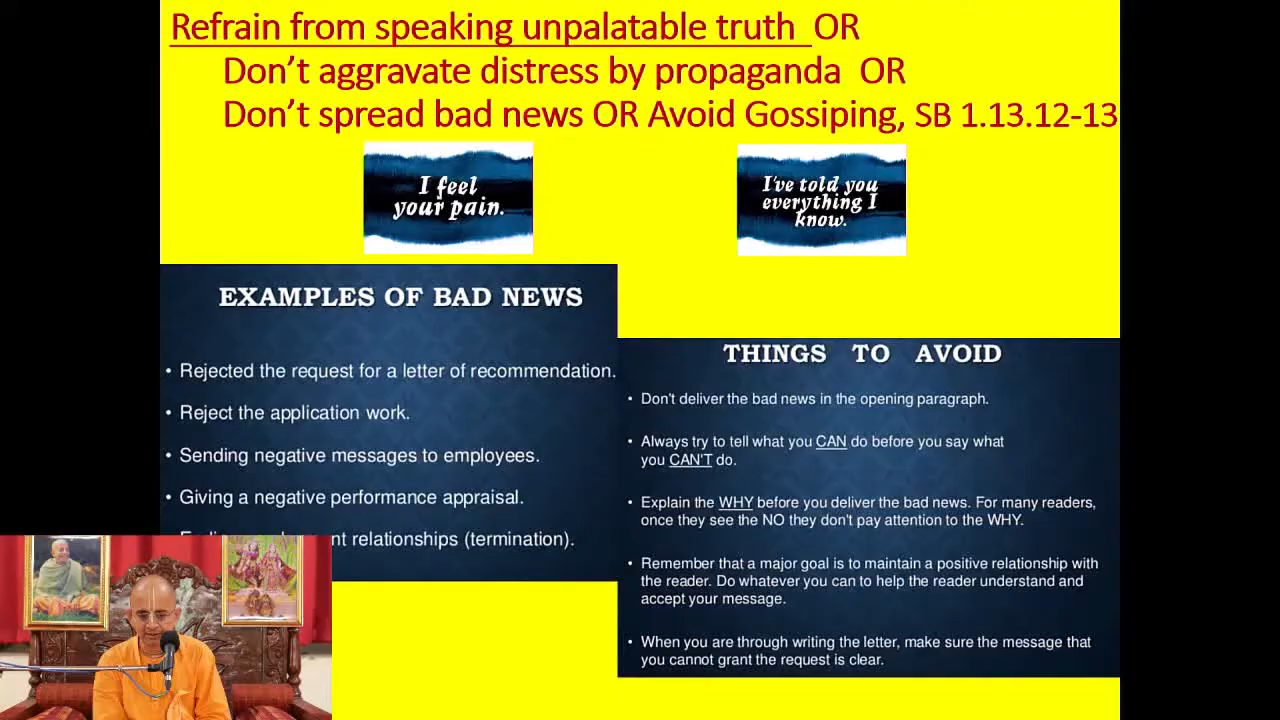 Refrain from speaking unpalatable truth OR
Don’t aggravate distress by propaganda OR
Don’t spread bad news OR Avoid Gossiping, SB 1.13.12-13
I feel
your pain.
I've told you
everything I
know.
EXAMPLES OF BAD NEWS
• Rejected the request for a letter of recommendation.
• Reject the application work.
• Sending negative messages to employees.
• Giving a negative performance appraisal.
relationships (termination).
THINGS TO AVOID
• Don't deliver the bad news in the opening paragraph.
• Always try to tell what you CAN do before you say what
you CAN'T do.
• Explain the WHY before you deliver the bad news. For many readers,
once they see the NO they don't pay attention to the WHY.
• Remember that a major goal is to maintain a positive relationship with
the reader. Do whatever you can to help the reader understand and
accept your message.
• When you are through writing the letter, make sure the message that
you cannot grant the request is clear.